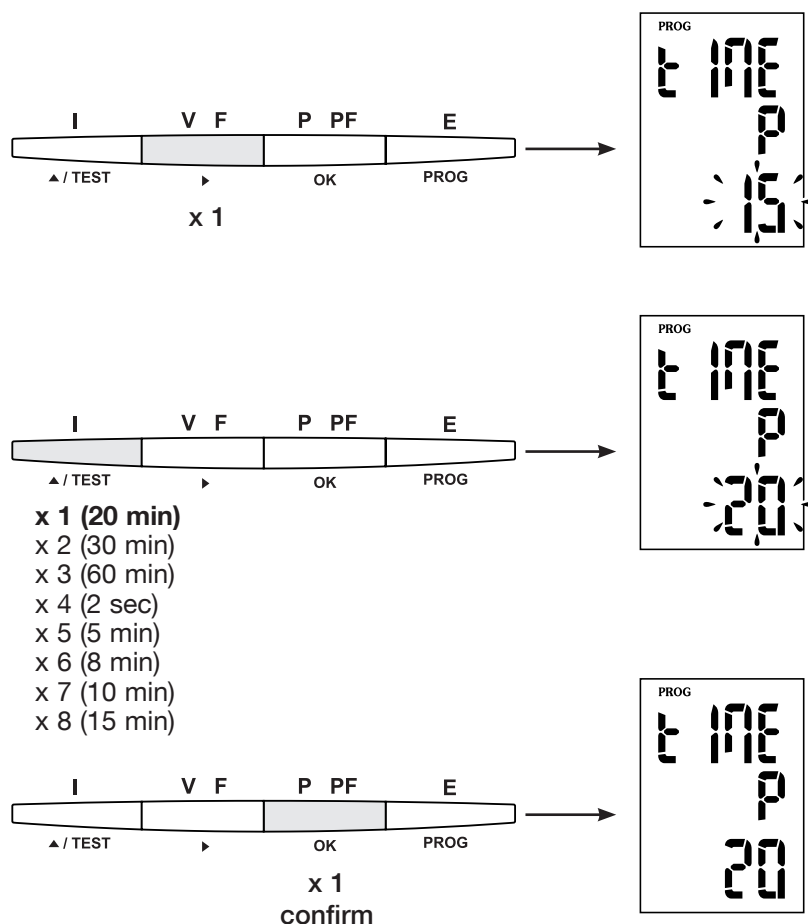 PROG
t IME
P
15
I V F P PF E
▲ / TEST ▶ OK PROG
x 1
PROG
t IME
P
20
I V F P PF E
▲ / TEST ▶ OK PROG
x 1 (20 min)
x 2 (30 min)
x 3 (60 min)
x 4 (2 sec)
x 5 (5 min)
x 6 (8 min)
x 7 (10 min)
x 8 (15 min)
PROG
t IME
P
20
I V F P PF E
▲ / TEST ▶ OK PROG
x 1
confirm